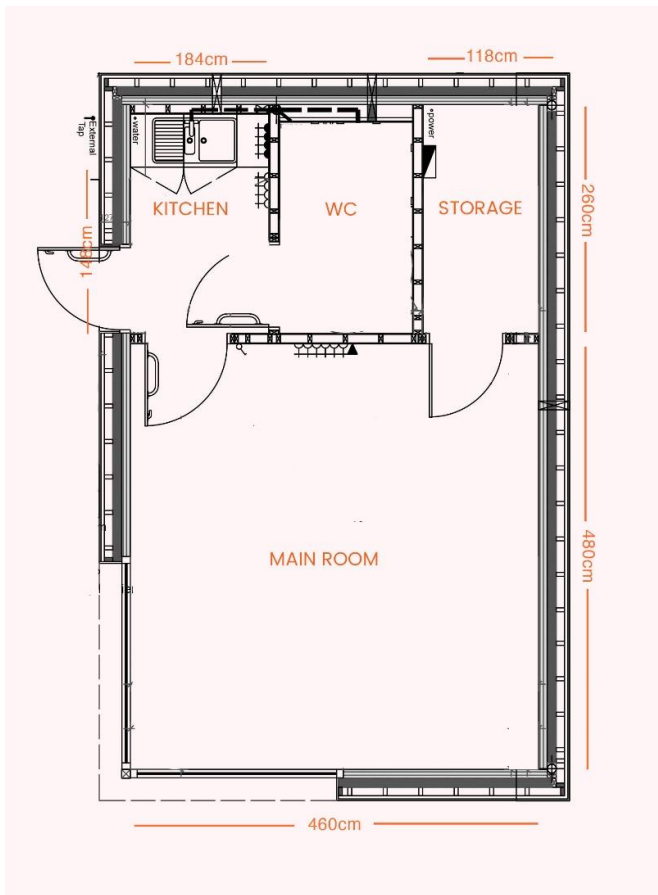 184cm
118cm
External
Tap
water
power
KITCHEN
WC
STORAGE
260cm
148cm
MAIN ROOM
480cm
460cm